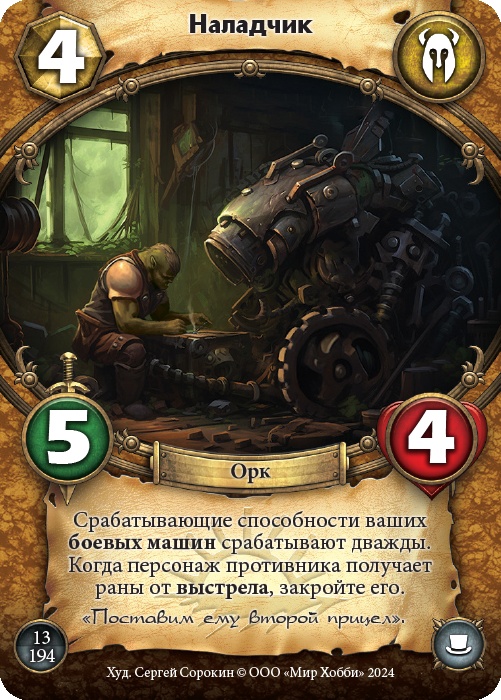 Наладчик
4
5
4
Орк
Срабатывающие способности ваших
боевых машин срабатывают дважды.
Когда персонаж противника получает
раны от выстрела, закройте его.
«Поставим ему второй прицел».
13
194
Худ. Сергей Сорокин © ООО «Мир Хобби» 2024